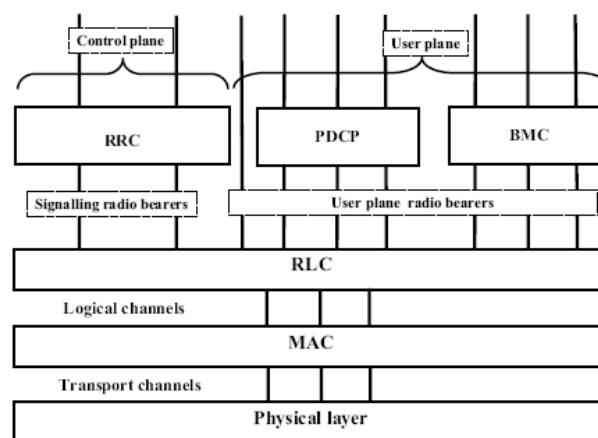 Control plane
User plane
RRC
PDCP
BMC
Signalling radio bearers
User plane radio bearers
RLC
Logical channels
MAC
Transport channels
Physical layer